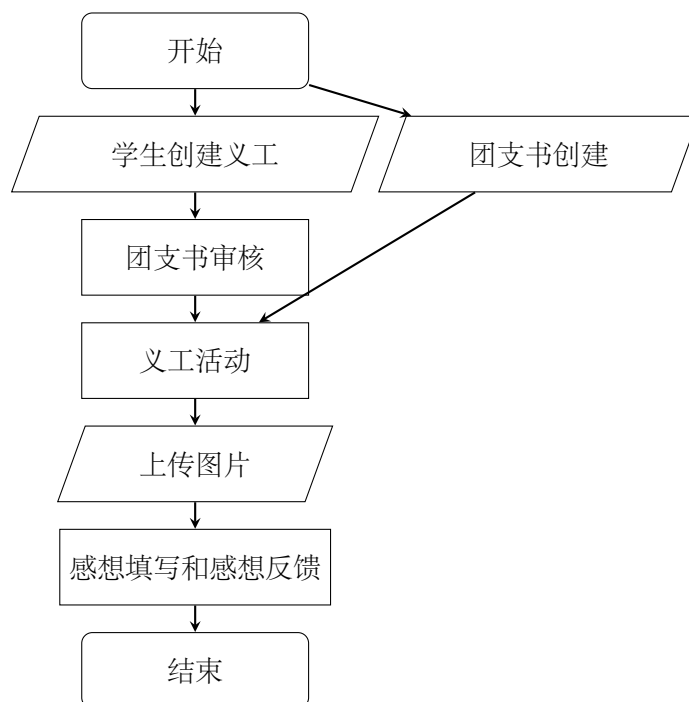 开始
学生创建义工
团支书创建
团支书审核
义工活动
上传图片
感想填写和感想反馈
结束